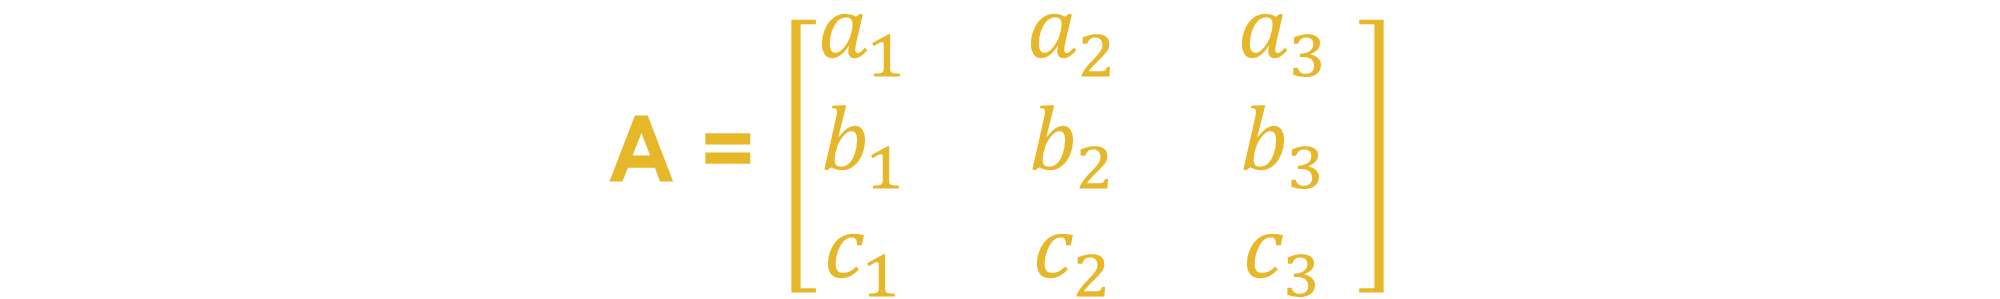 a₁ a₂ a₃
A = b₁ b₂ b₃
c₁ c₂ c₃